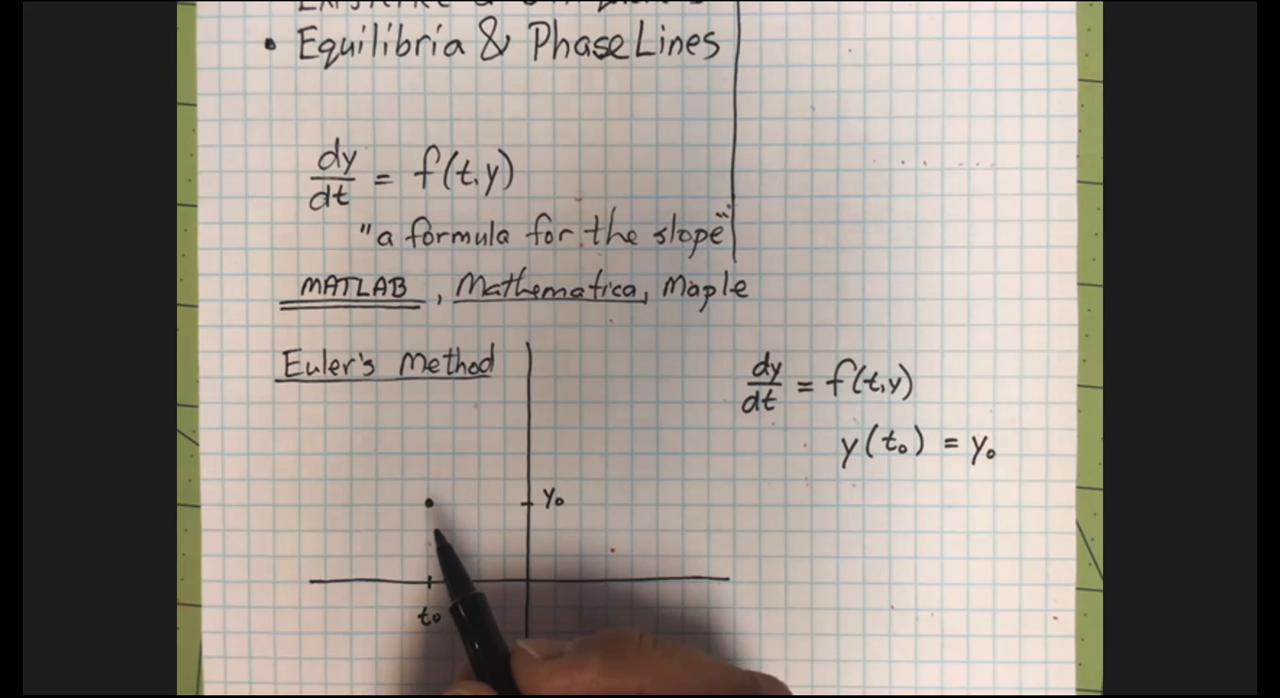 • Equilibria & Phase Lines
dy/dt = f(t,y)
"a formula for the slope"
MATLAB, Mathematica, Maple
Euler's Method
dy/dt = f(t,y)
y(t₀) = y₀
y₀
t₀